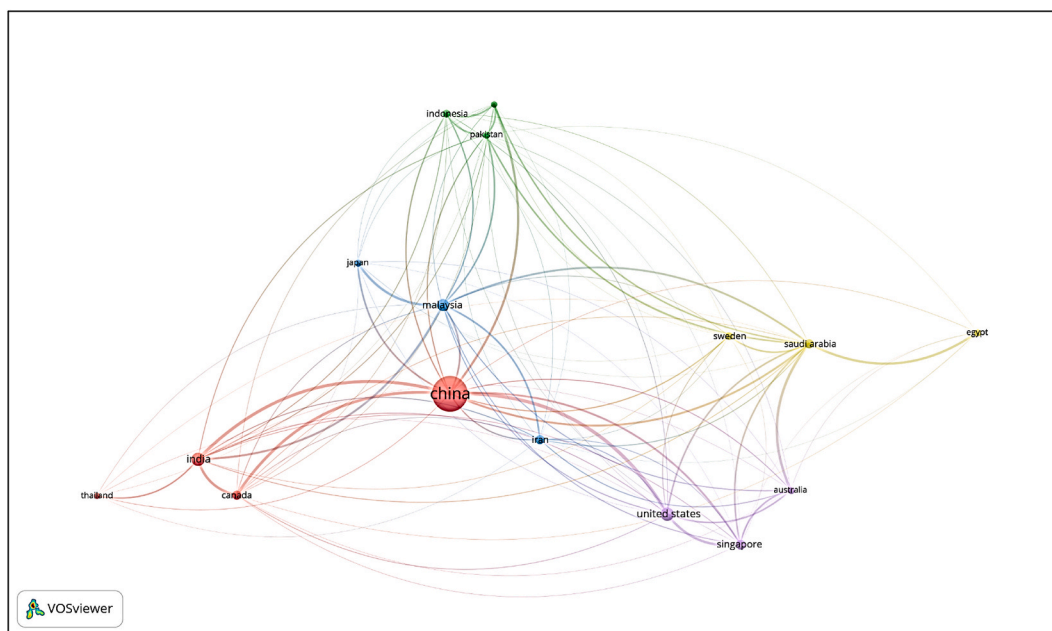 indonesia
pakistan
japan
malaysia
sweden
saudi arabia
egypt
china
iran
india
thailand
canada
australia
united states
singapore
VOSviewer